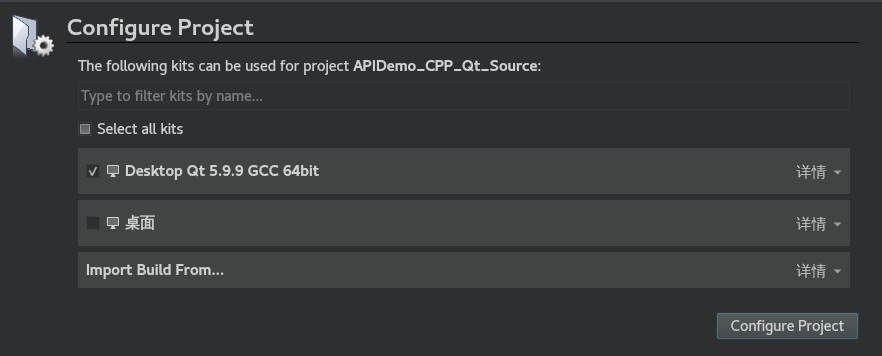 Configure Project
The following kits can be used for project APIDemo_CPP_Qt_Source:
Type to filter kits by name...
Select all kits
Desktop Qt 5.9.9 GCC 64bit 详情
桌面 详情
Import Build From... 详情
Configure Project